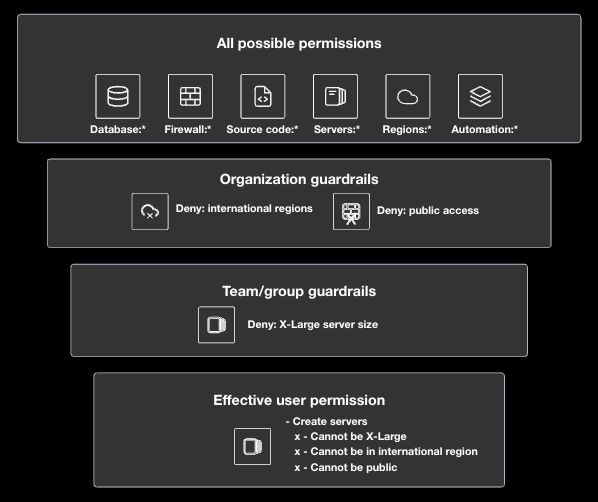 All possible permissions
Database:* Firewall:* Source code:* Servers:* Regions:* Automation:*
Organization guardrails
Deny: international regions Deny: public access
Team/group guardrails
Deny: X-Large server size
Effective user permission
- Create servers
x - Cannot be X-Large
x - Cannot be in international region
x - Cannot be public